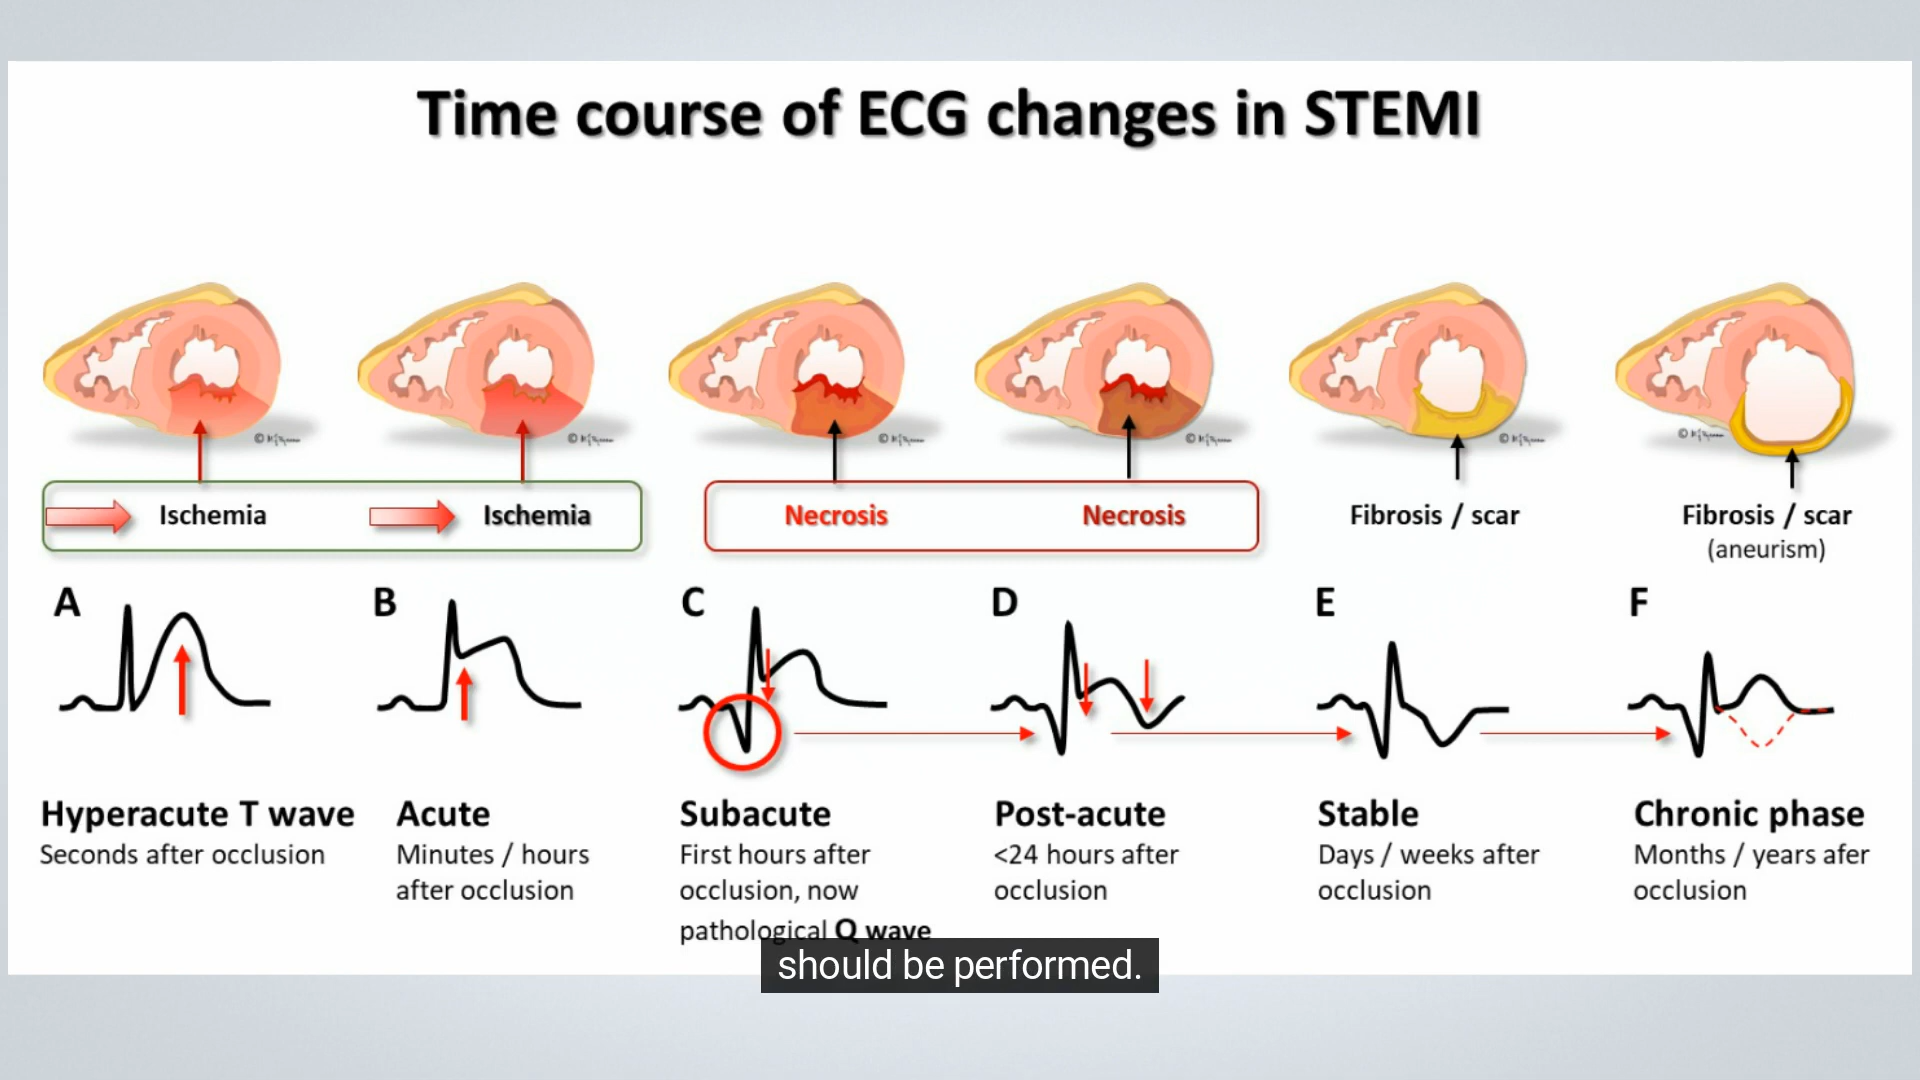 Time course of ECG changes in STEMI
Ischemia
Ischemia
Necrosis
Necrosis
Fibrosis / scar
Fibrosis / scar
(aneurism)
A
B
C
D
E
F
Hyperacute T wave
Seconds after occlusion
Acute
Minutes / hours
after occlusion
Subacute
First hours after
occlusion, now
pathological Q wave
Post-acute
<24 hours after
occlusion
Stable
Days / weeks after
occlusion
Chronic phase
Months / years afer
occlusion
should be performed.